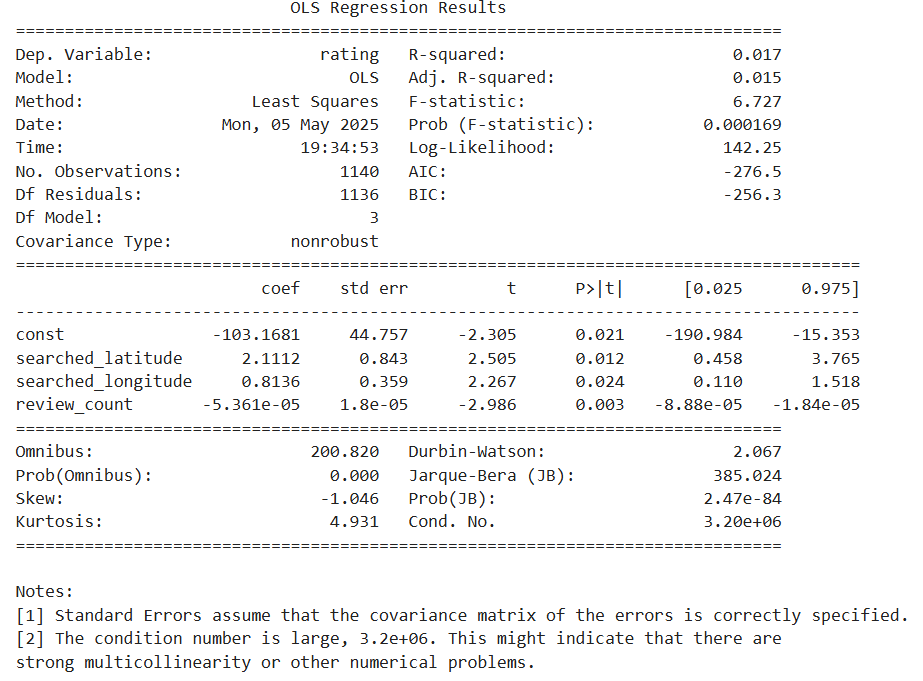 OLS Regression Results
==============================================================================
Dep. Variable: rating R-squared: 0.017
Model: OLS Adj. R-squared: 0.015
Method: Least Squares F-statistic: 6.727
Date: Mon, 05 May 2025 Prob (F-statistic): 0.000169
Time: 19:34:53 Log-Likelihood: 142.25
No. Observations: 1140 AIC: -276.5
Df Residuals: 1136 BIC: -256.3
Df Model: 3
Covariance Type: nonrobust
======================================================================================
coef std err t P>|t| [0.025 0.975]
--------------------------------------------------------------------------------------
const -103.1681 44.757 -2.305 0.021 -190.984 -15.353
searched_latitude 2.1112 0.843 2.505 0.012 0.458 3.765
searched_longitude 0.8136 0.359 2.267 0.024 0.110 1.518
review_count -5.361e-05 1.8e-05 -2.986 0.003 -8.88e-05 -1.84e-05
==============================================================================
Omnibus: 200.820 Durbin-Watson: 2.067
Prob(Omnibus): 0.000 Jarque-Bera (JB): 385.024
Skew: -1.046 Prob(JB): 2.47e-84
Kurtosis: 4.931 Cond. No. 3.20e+06
==============================================================================
Notes:
[1] Standard Errors assume that the covariance matrix of the errors is correctly specified.
[2] The condition number is large, 3.2e+06. This might indicate that there are
strong multicollinearity or other numerical problems.